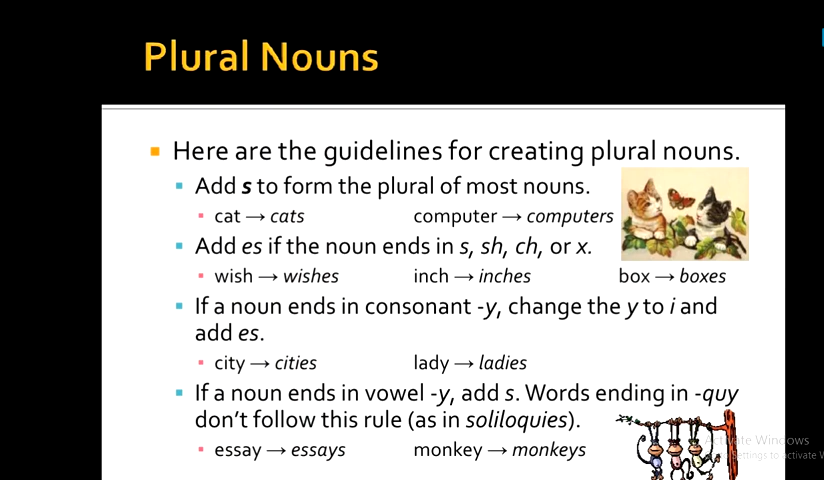 Plural Nouns
Here are the guidelines for creating plural nouns.
Add s to form the plural of most nouns.
cat → cats computer → computers
Add es if the noun ends in s, sh, ch, or x.
wish → wishes inch → inches box → boxes
If a noun ends in consonant -y, change the y to i and
add es.
city → cities lady → ladies
If a noun ends in vowel -y, add s. Words ending in -quy
don't follow this rule (as in soliloquies).
essay → essays monkey → monkeys
Activate Windows
to Settings to activate W